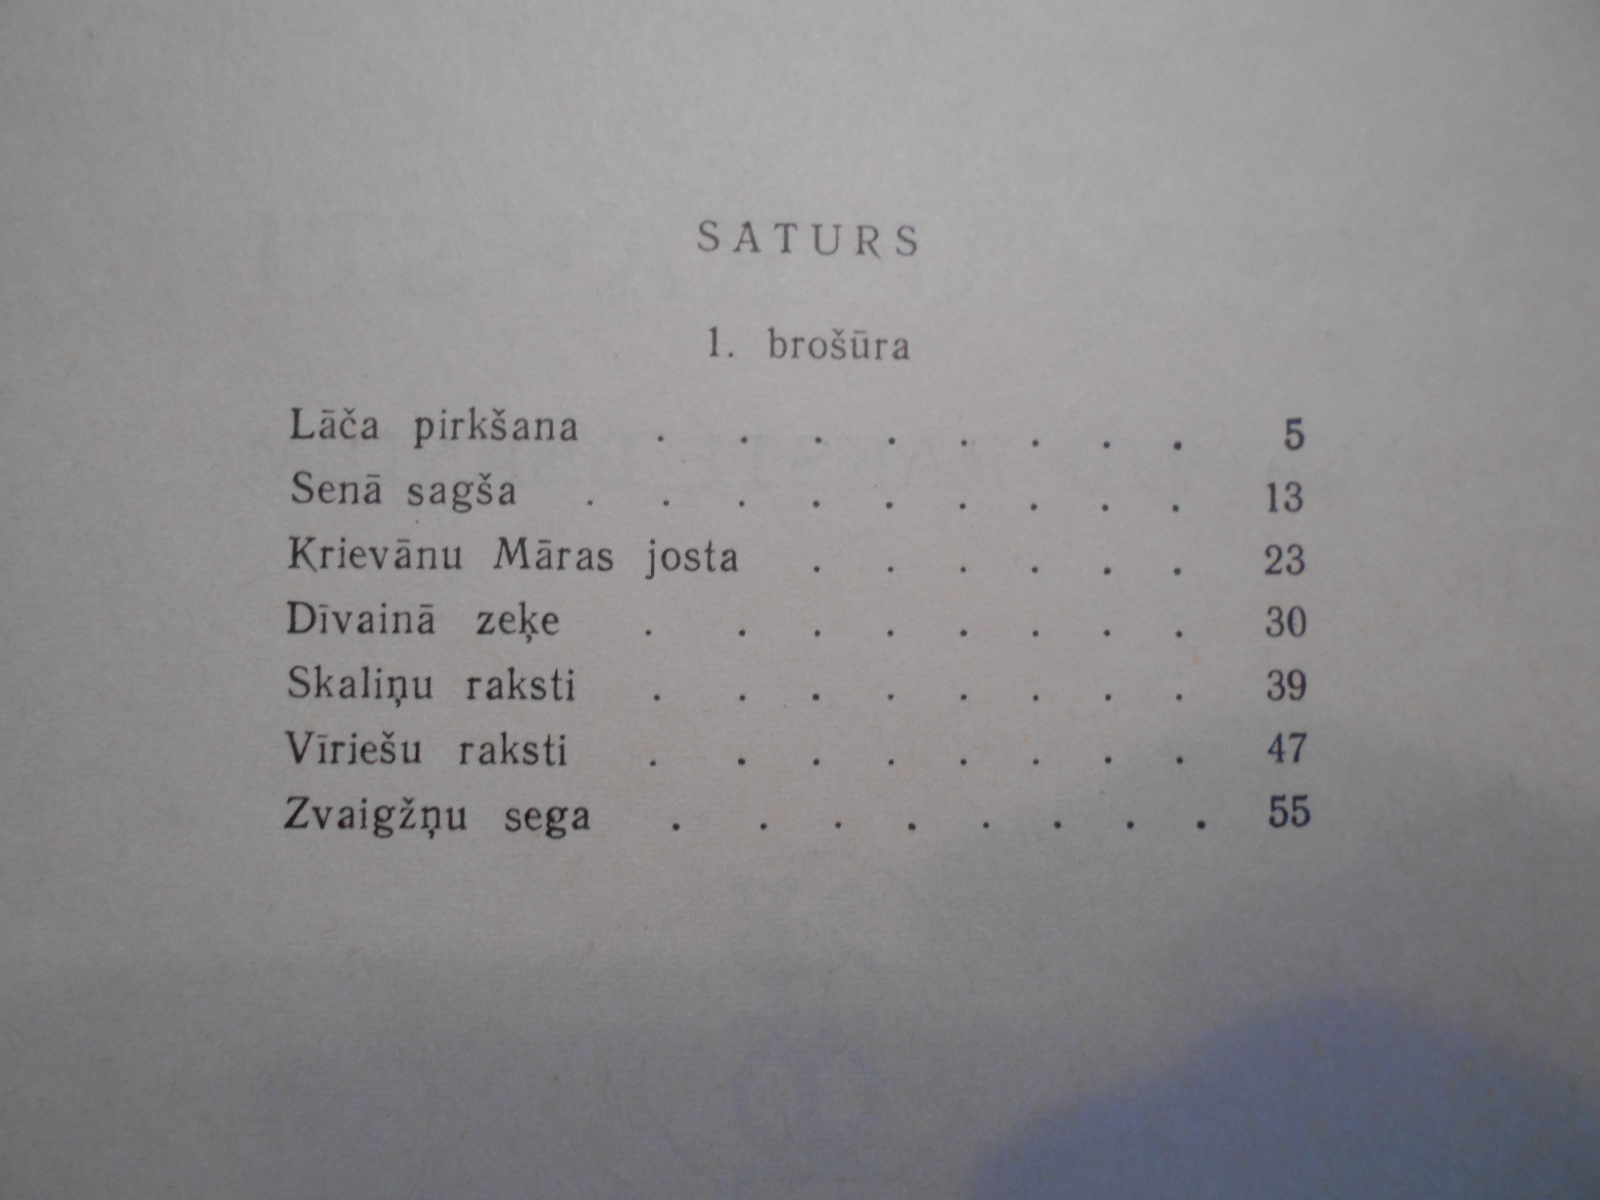 SATURS
1. brošūra
Lāča pirkšana . . . . . . . . 5
Senā sagša . . . . . . . . . 13
Krievānu Māras josta . . . . . . 23
Dīvainā zeķe . . . . . . . . 30
Skaliņu raksti . . . . . . . . 39
Vīriešu raksti . . . . . . . . 47
Zvaigžņu sega . . . . . . . . 55